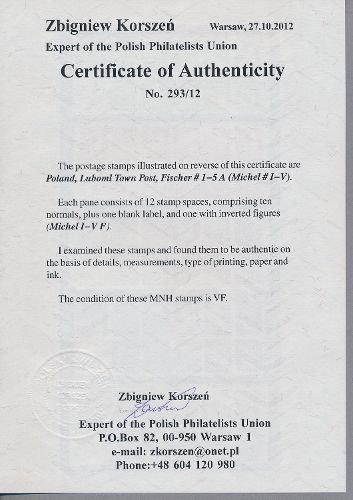 Zbigniew Korszeń Warsaw, 27.10.2012
Expert of the Polish Philatelists Union
Certificate of Authenticity
No. 293/12
The postage stamps illustrated on reverse of this certificate are
Poland, Luboml Town Post, Fischer # 1–5 A (Michel # I–V).
Each pane consists of 12 stamp spaces, comprising ten
normals, plus one blank label, and one with inverted figures
(Michel I–V F).
I examined these stamps and found them to be authentic on
the basis of details, measurements, type of printing, paper and
ink.
The condition of these MNH stamps is VF.
Zbigniew Korszeń
Expert of the Polish Philatelists Union
P.O.Box 82, 00-950 Warsaw 1
e-mail: zkorszen@onet.pl
Phone:+48 604 120 980